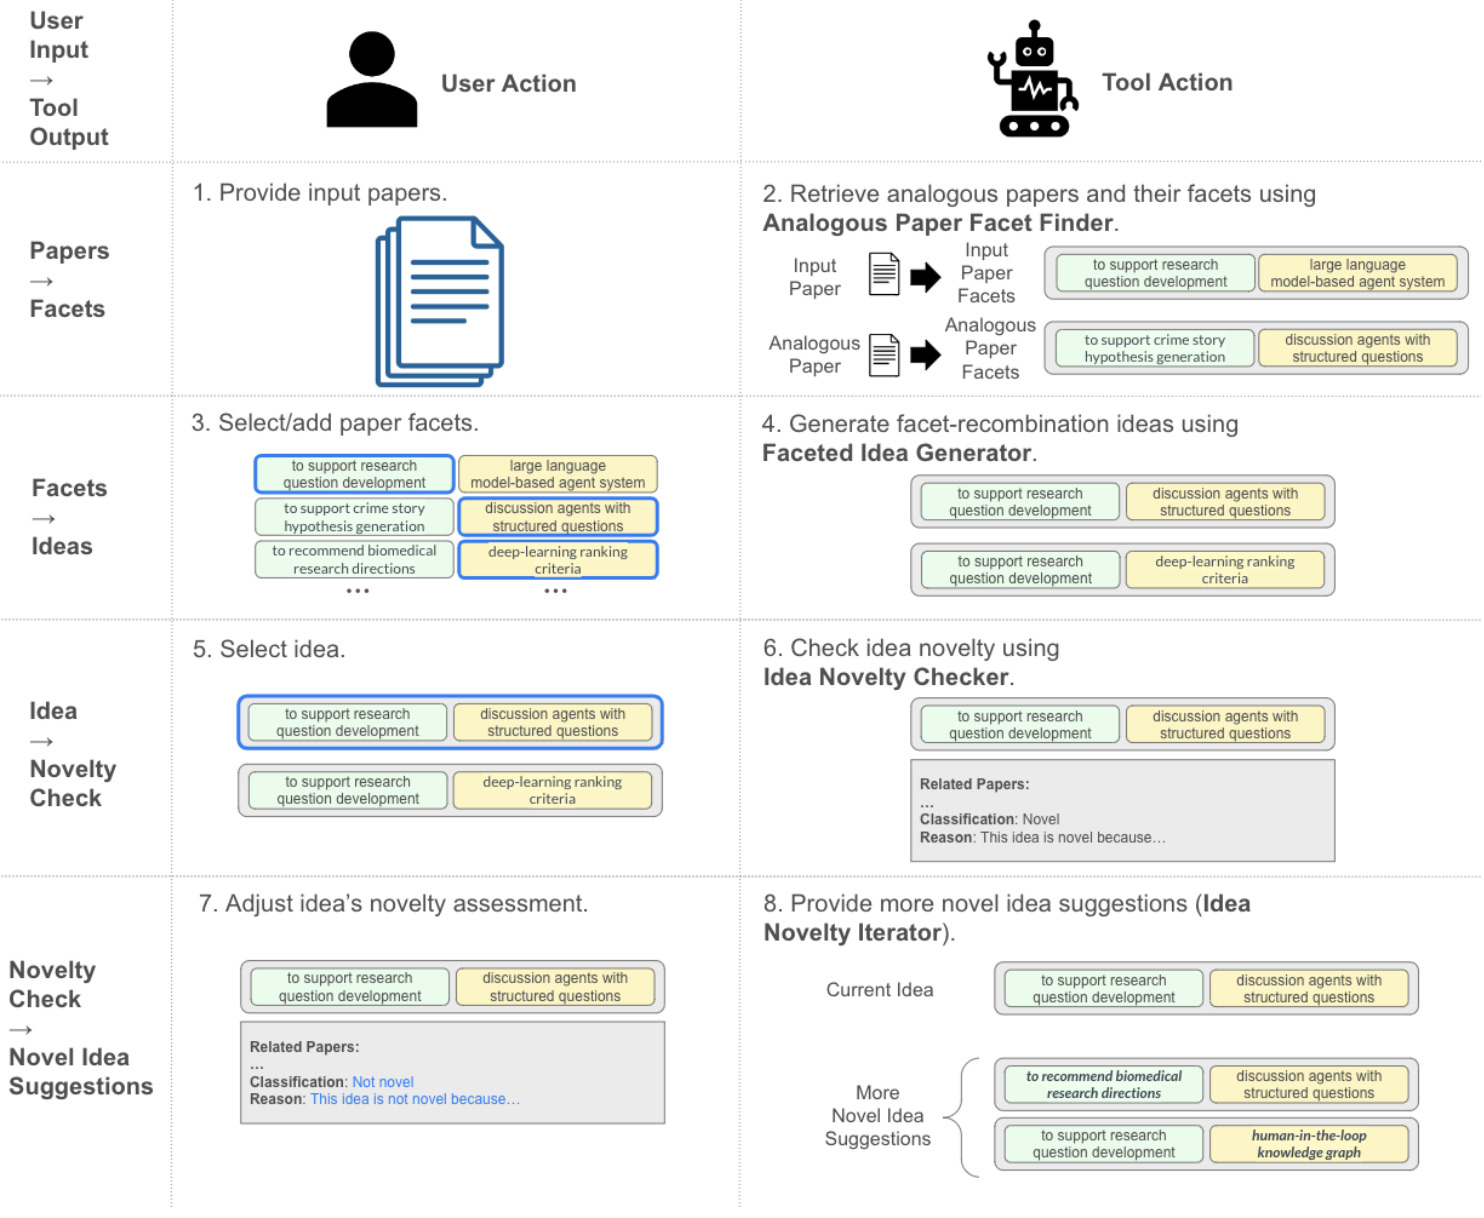 User
Input
→
Tool
Output
User Action
Tool Action
Papers
→
Facets
1. Provide input papers.
2. Retrieve analogous papers and their facets using
Analogous Paper Facet Finder.
Input
Paper
Input
Paper
Facets
to support research
question development
large language
model-based agent system
Analogous
Paper
Analogous
Paper
Facets
to support crime story
hypothesis generation
discussion agents with
structured questions
Facets
→
Ideas
3. Select/add paper facets.
to support research
question development
large language
model-based agent system
to support crime story
hypothesis generation
discussion agents with
structured questions
to recommend biomedical
research directions
deep-learning ranking
criteria
...
...
4. Generate facet-recombination ideas using
Faceted Idea Generator.
to support research
question development
discussion agents with
structured questions
to support research
question development
deep-learning ranking
criteria
Idea
→
Novelty
Check
5. Select idea.
to support research
question development
discussion agents with
structured questions
to support research
question development
deep-learning ranking
criteria
6. Check idea novelty using
Idea Novelty Checker.
to support research
question development
discussion agents with
structured questions
Related Papers:
...
Classification: Novel
Reason: This idea is novel because...
Novelty
Check
→
Novel Idea
Suggestions
7. Adjust idea's novelty assessment.
to support research
question development
discussion agents with
structured questions
Related Papers:
...
Classification: Not novel
Reason: This idea is not novel because...
8. Provide more novel idea suggestions (Idea
Novelty Iterator).
Current Idea
to support research
question development
discussion agents with
structured questions
More
Novel Idea
Suggestions
to recommend biomedical
research directions
discussion agents with
structured questions
to support research
question development
human-in-the-loop
knowledge graph